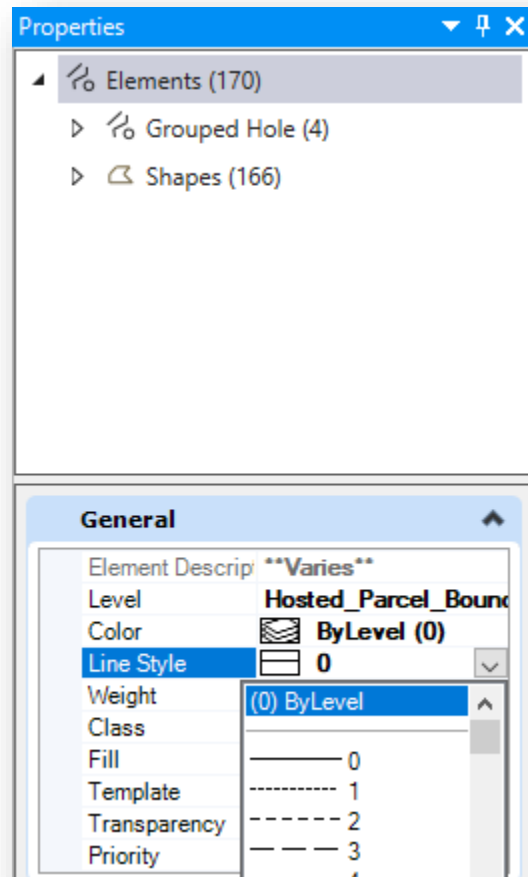 Properties
Elements (170)
Grouped Hole (4)
Shapes (166)
General
Element Descrip **Varies**
Level Hosted_Parcel_Bound
Color ByLevel (0)
Line Style 0
Weight
(0) ByLevel
Class
Fill
0
Template
1
Transparency
2
Priority
3